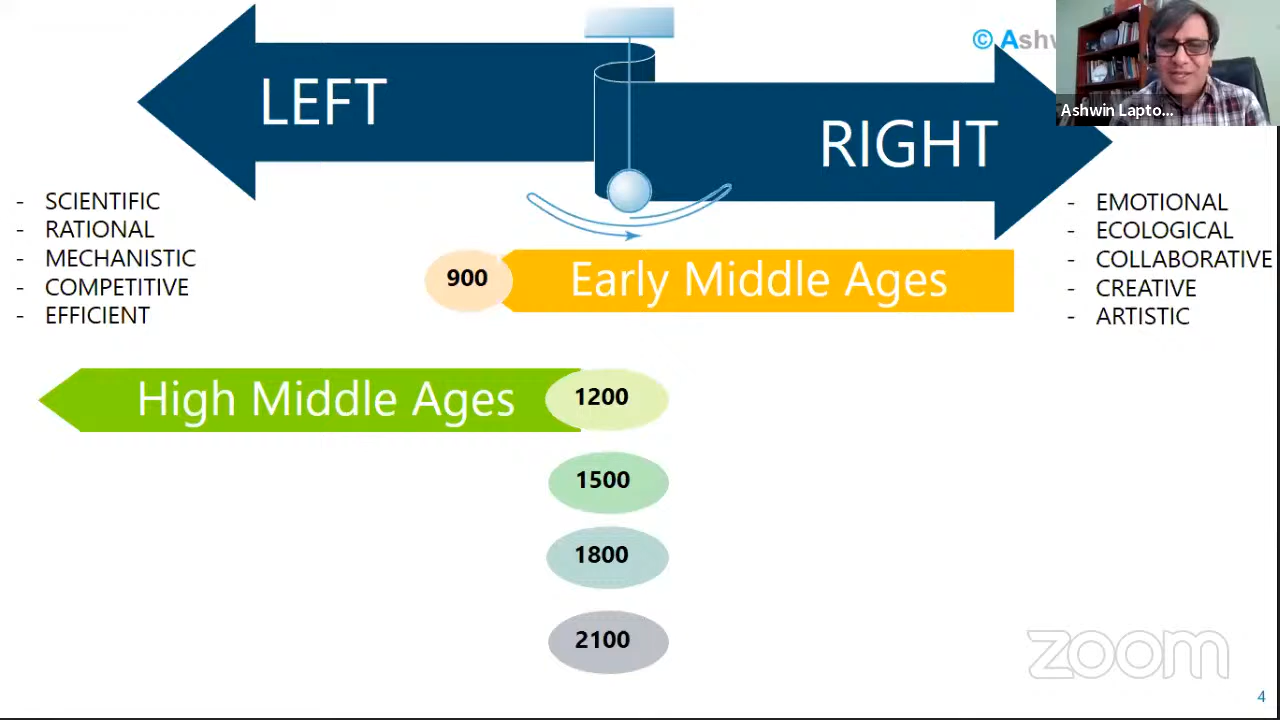 © Ashw
Ashwin Lapto...
LEFT
RIGHT
- SCIENTIFIC
- RATIONAL
- MECHANISTIC
- COMPETITIVE
- EFFICIENT
- EMOTIONAL
- ECOLOGICAL
- COLLABORATIVE
- CREATIVE
- ARTISTIC
900 Early Middle Ages
High Middle Ages 1200
1500
1800
2100
zoom
4